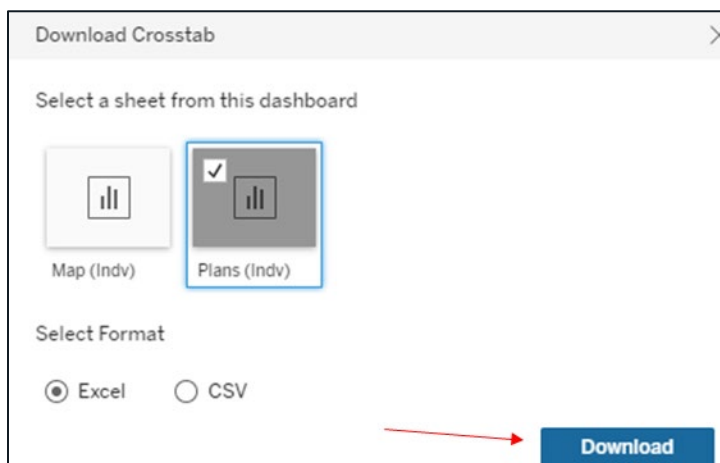 Download Crosstab
Select a sheet from this dashboard
Map (Indv) Plans (Indv)
Select Format
Excel CSV
Download